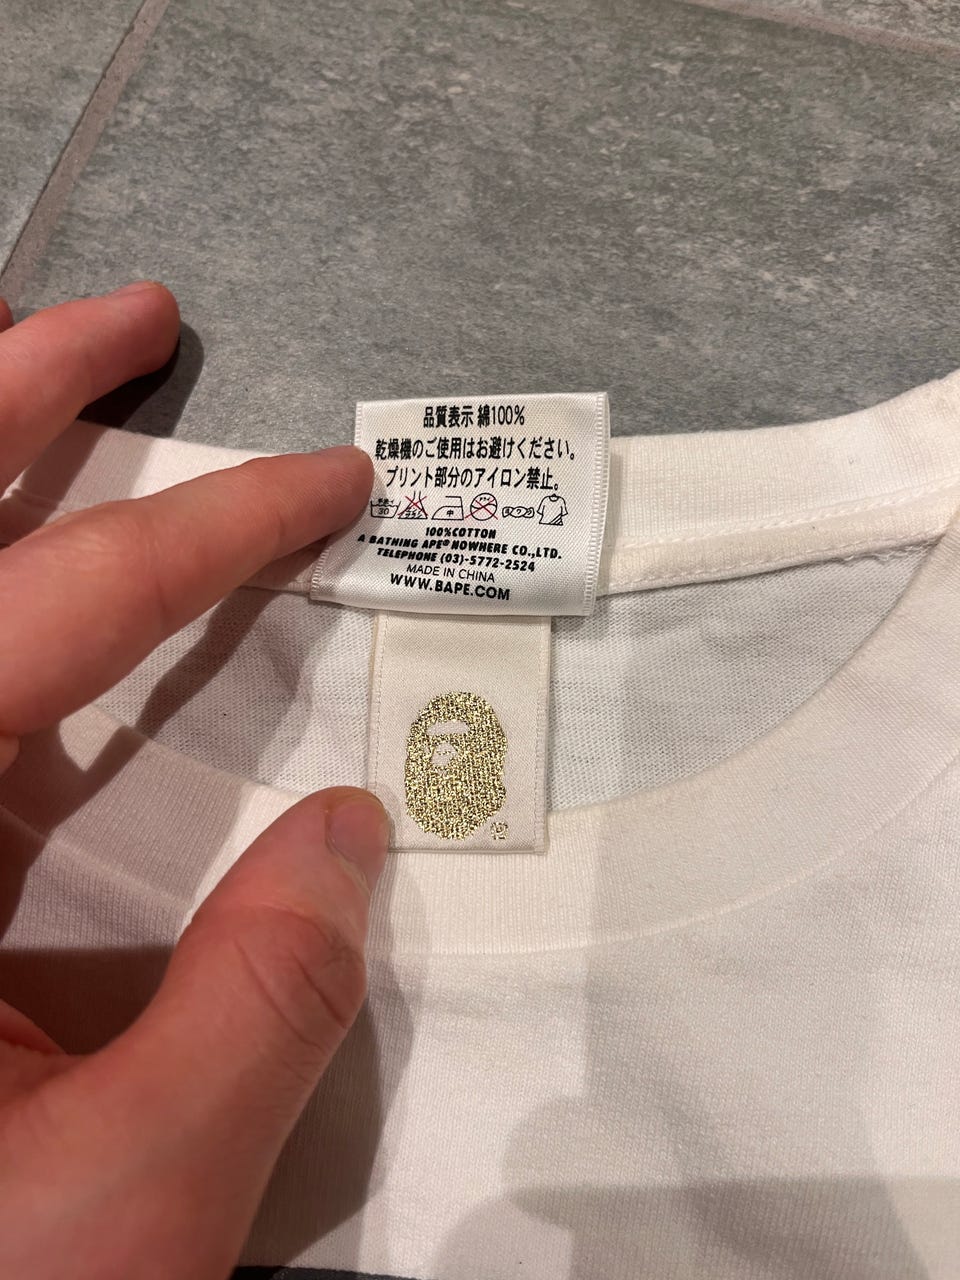 品質表示 綿100%
乾燥機のご使用はお避けください。
プリント部分のアイロン禁止。
30 中
100%COTTON
A BATHING APE® NOWHERE CO.,LTD.
TELEPHONE (03)-5772-2524
MADE IN CHINA
WWW.BAPE.COM
®